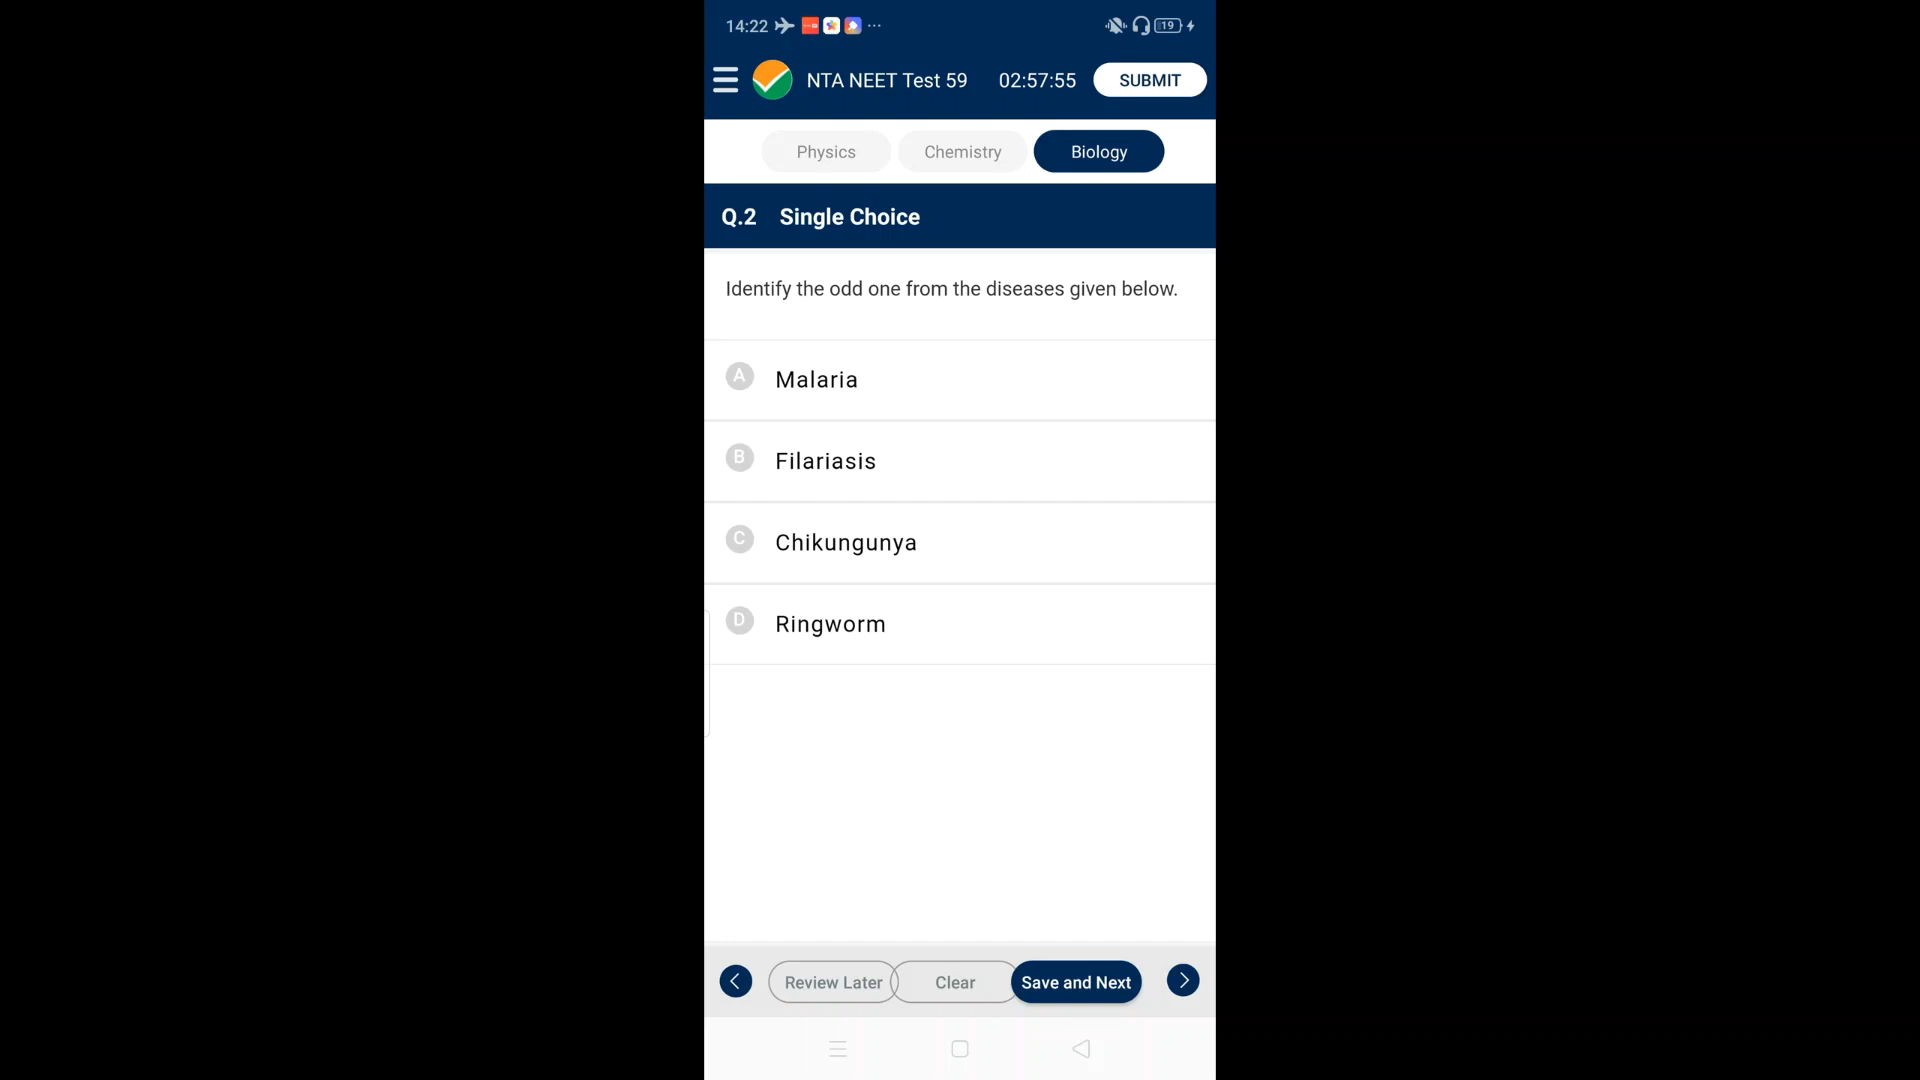 14:22 19
NTA NEET Test 59 02:57:55 SUBMIT
Physics Chemistry Biology
Q.2 Single Choice
Identify the odd one from the diseases given below.
A Malaria
B Filariasis
C Chikungunya
D Ringworm
Review Later Clear Save and Next